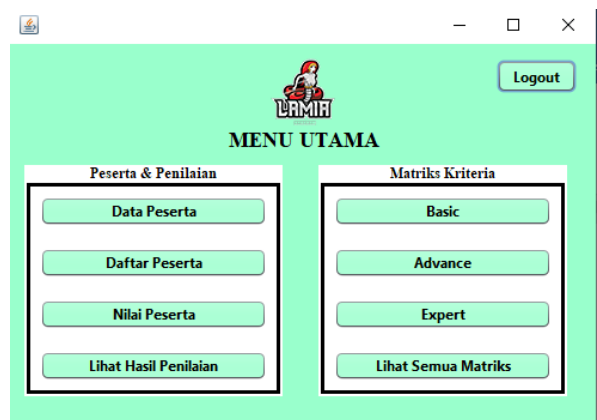 Logout
LAMIA
MENU UTAMA
Peserta & Penilaian
Data Peserta
Daftar Peserta
Nilai Peserta
Lihat Hasil Penilaian
Matriks Kriteria
Basic
Advance
Expert
Lihat Semua Matriks